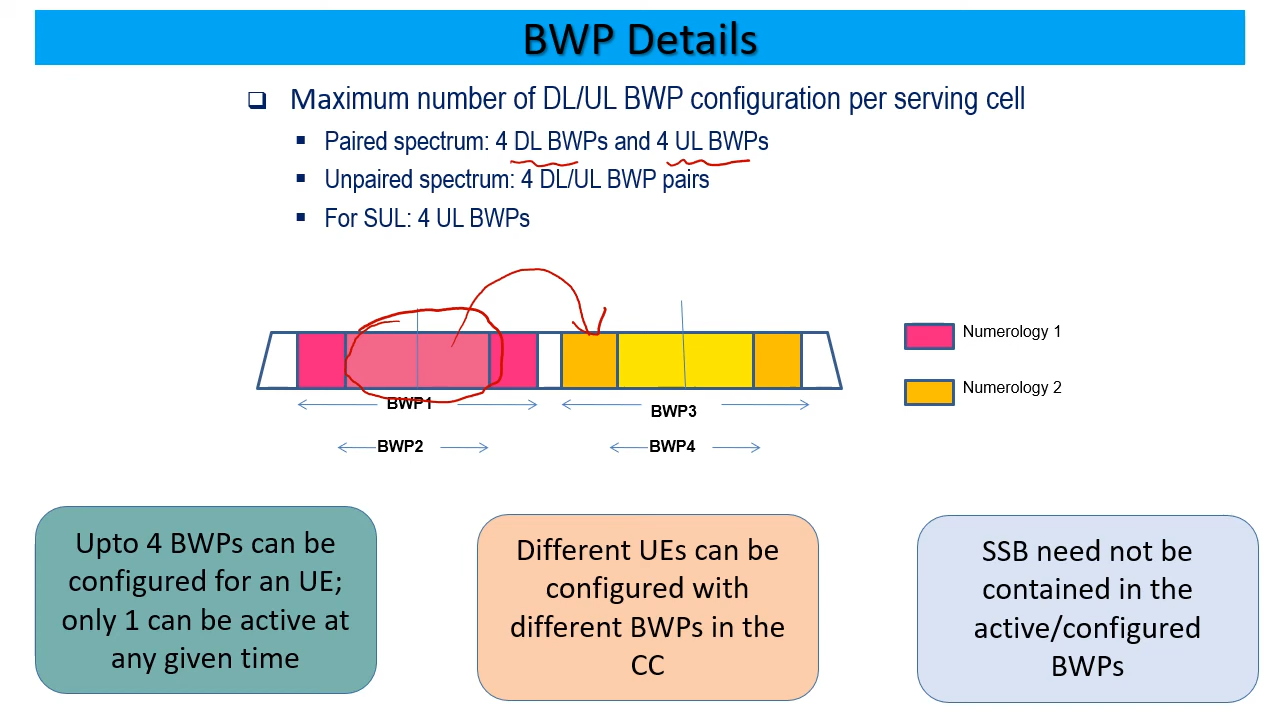 BWP Details
Maximum number of DL/UL BWP configuration per serving cell
Paired spectrum: 4 DL BWPs and 4 UL BWPs
Unpaired spectrum: 4 DL/UL BWP pairs
For SUL: 4 UL BWPs
Numerology 1
Numerology 2
BWP1
BWP3
BWP2
BWP4
Upto 4 BWPs can be
configured for an UE;
only 1 can be active at
any given time
Different UEs can be
configured with
different BWPs in the
CC
SSB need not be
contained in the
active/configured
BWPs